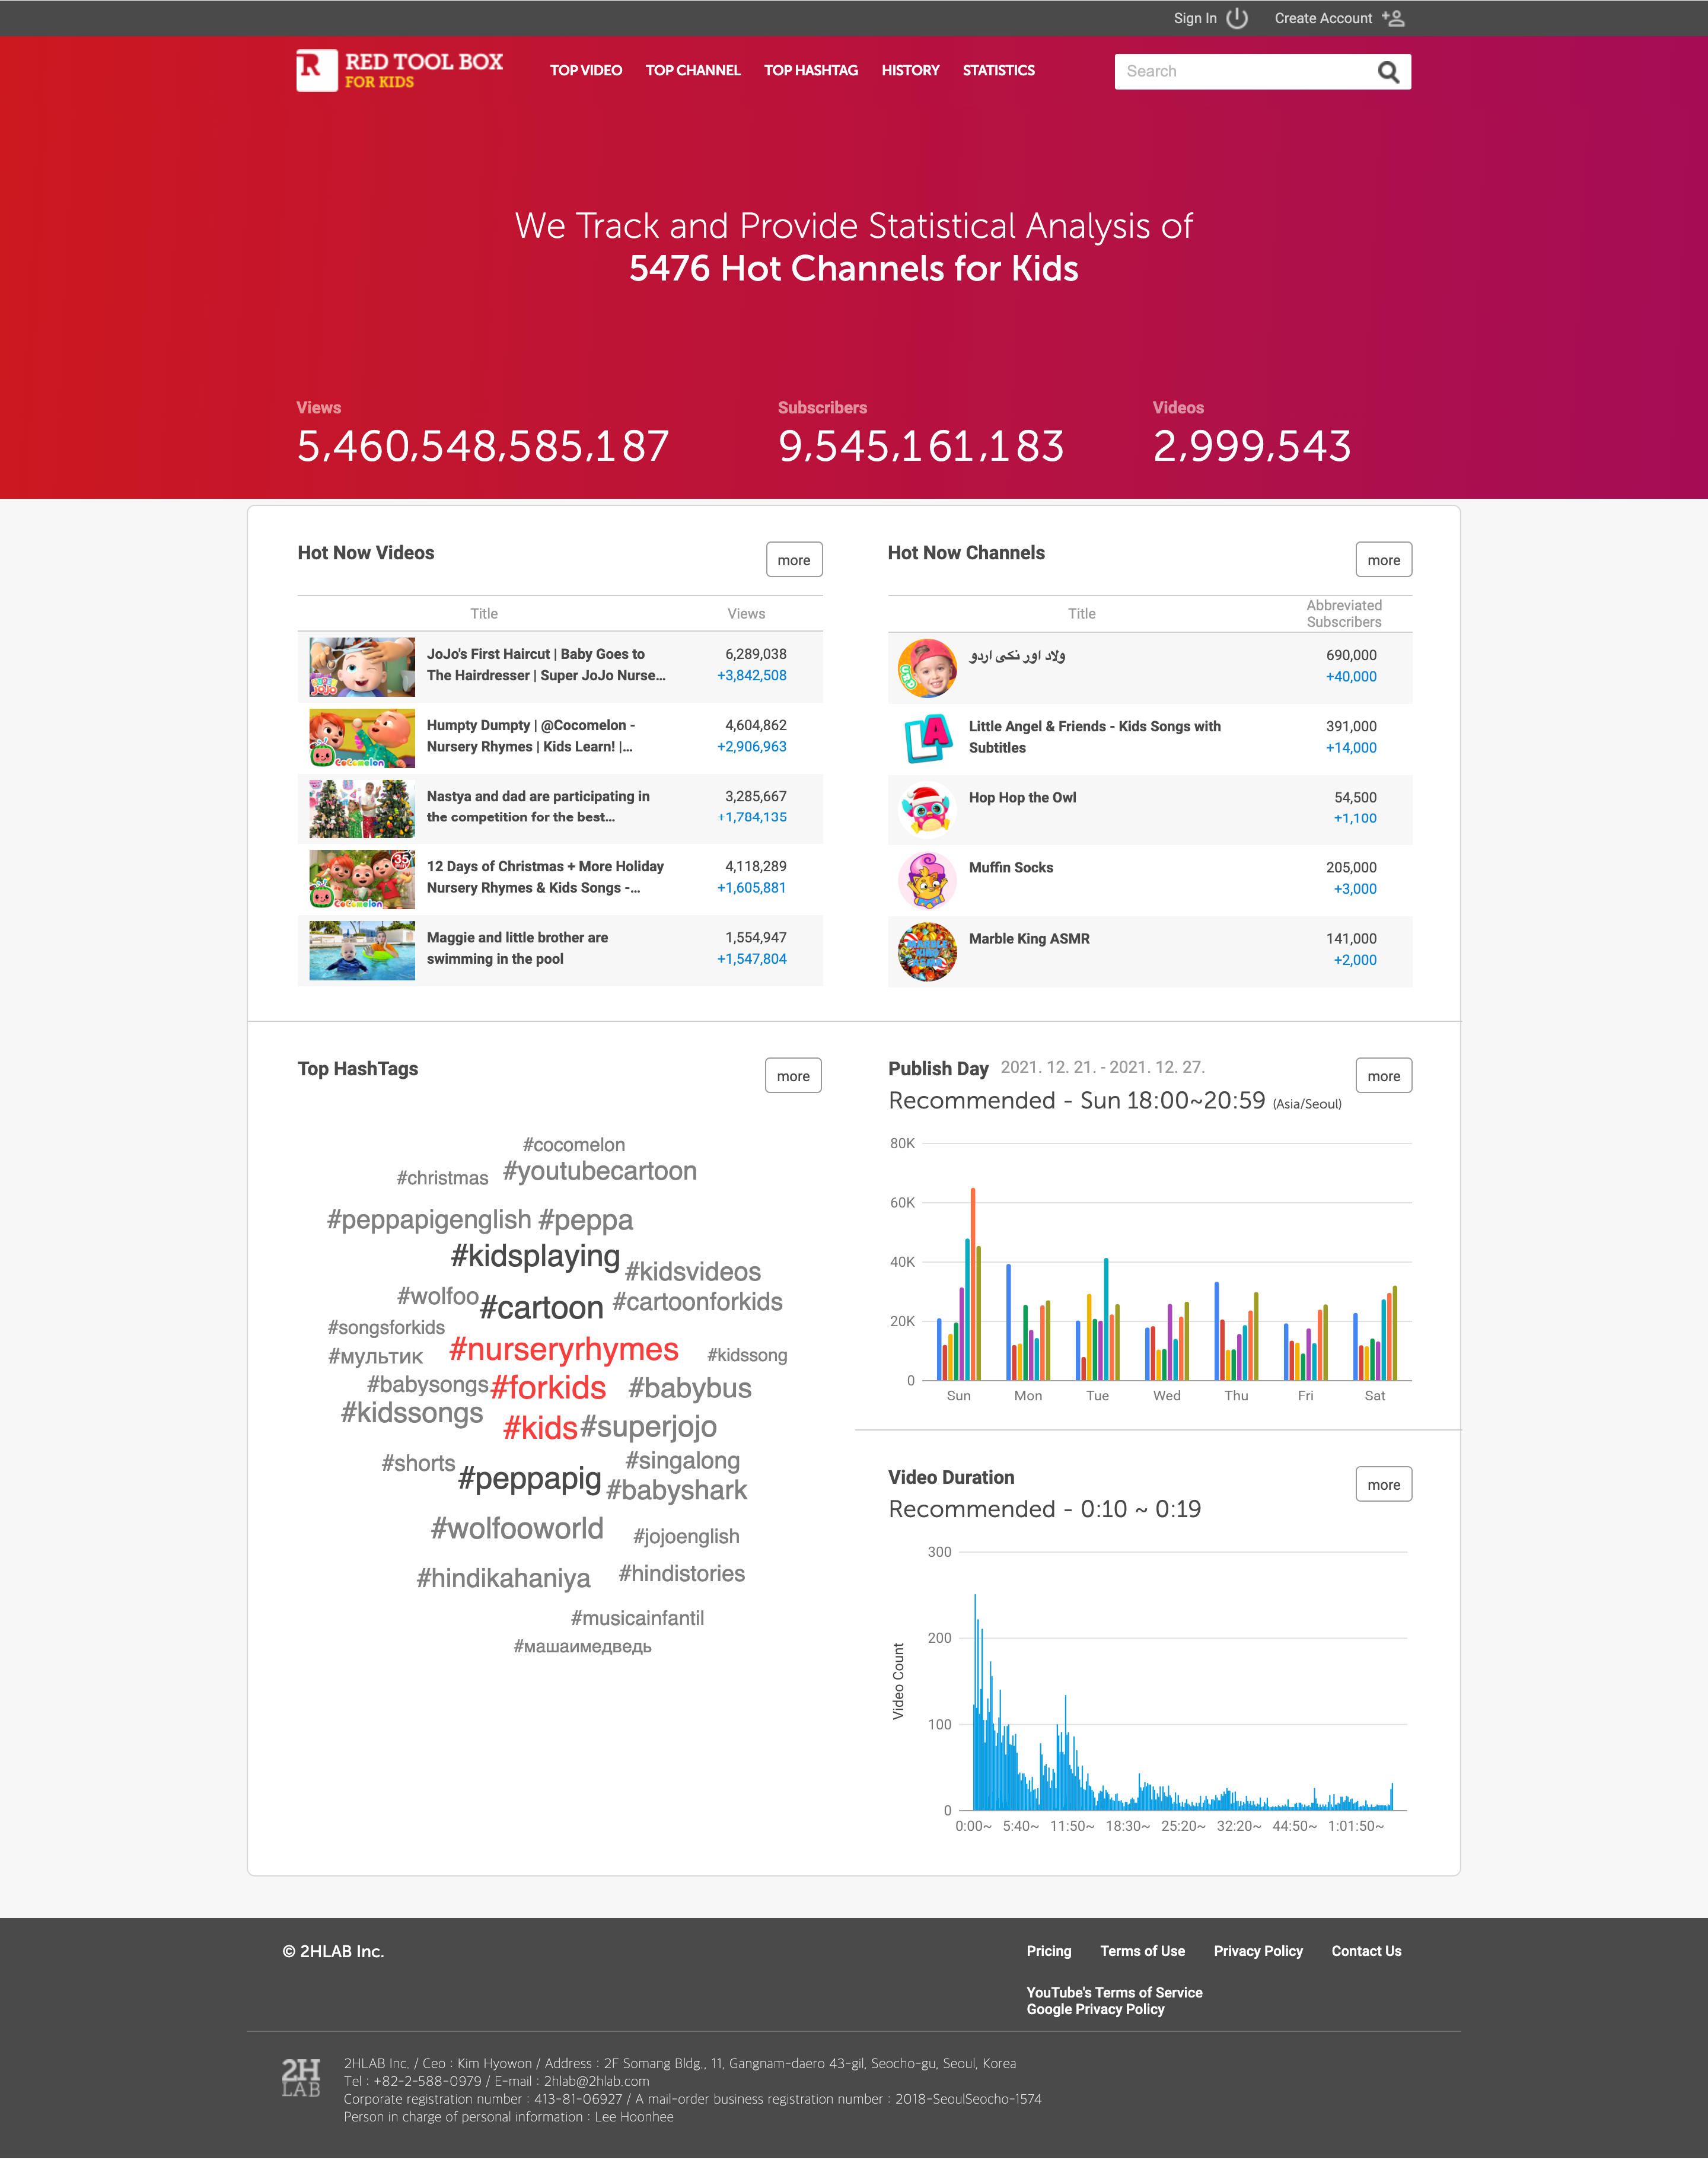 Sign In
Create Account
R RED TOOL BOX
FOR KIDS
TOP VIDEO TOP CHANNEL TOP HASHTAG HISTORY STATISTICS
Search
We Track and Provide Statistical Analysis of
5476 Hot Channels for Kids
Views
5,460,548,585,187
Subscribers
9,545,161,183
Videos
2,999,543
Hot Now Videos
more
Title Views
JoJo's First Haircut | Baby Goes to
The Hairdresser | Super JoJo Nurse...
6,289,038
+3,842,508
SUPER
JOJO
Humpty Dumpty | @Cocomelon -
Nursery Rhymes | Kids Learn! |...
4,604,862
+2,906,963
CoComelon
Nastya and dad are participating in
the competition for the best...
3,285,667
+1,784,135
12 Days of Christmas + More Holiday
Nursery Rhymes & Kids Songs -...
4,118,289
+1,605,881
35
CoComelon
Maggie and little brother are
swimming in the pool
1,554,947
+1,547,804
Hot Now Channels
more
Title
Abbreviated
Subscribers
ولاد اور نکی اردو
690,000
+40,000
LA
Little Angel & Friends - Kids Songs with
Subtitles
391,000
+14,000
Hop Hop the Owl
54,500
+1,100
Muffin Socks
205,000
+3,000
MARBLE
KING
ASMR
Marble King ASMR
141,000
+2,000
Top HashTags
more
#cocomelon
#christmas #youtubecartoon
#peppapigenglish #peppa
#kidsplaying
#kidsvideos
#wolfoo #cartoon #cartoonforkids
#songsforkids
#мультик #nurseryrhymes #kidssong
#babysongs #forkids #babybus
#kidssongs
#kids #superjojo
#shorts #peppapig #singalong
#babyshark
#wolfooworld #jojoenglish
#hindikahaniya #hindistories
#musicainfantil
#машаимедведь
Publish Day 2021. 12. 21. - 2021. 12. 27.
more
Recommended - Sun 18:00~20:59 (Asia/Seoul)
80K
60K
40K
20K
0
Sun Mon Tue Wed Thu Fri Sat
Video Duration
more
Recommended - 0:10 ~ 0:19
300
200
100
0
Video Count
0:00~ 5:40~ 11:50~ 18:30~ 25:20~ 32:20~ 44:50~ 1:01:50~
© 2HLAB Inc.
Pricing Terms of Use Privacy Policy Contact Us
YouTube's Terms of Service
Google Privacy Policy
2H
LAB
2HLAB Inc. / Ceo : Kim Hyowon / Address : 2F Somang Bldg., 11, Gangnam-daero 43-gil, Seocho-gu, Seoul, Korea
Tel : +82-2-588-0979 / E-mail : 2hlab@2hlab.com
Corporate registration number : 413-81-06927 / A mail-order business registration number : 2018-SeoulSeocho-1574
Person in charge of personal information : Lee Hoonhee